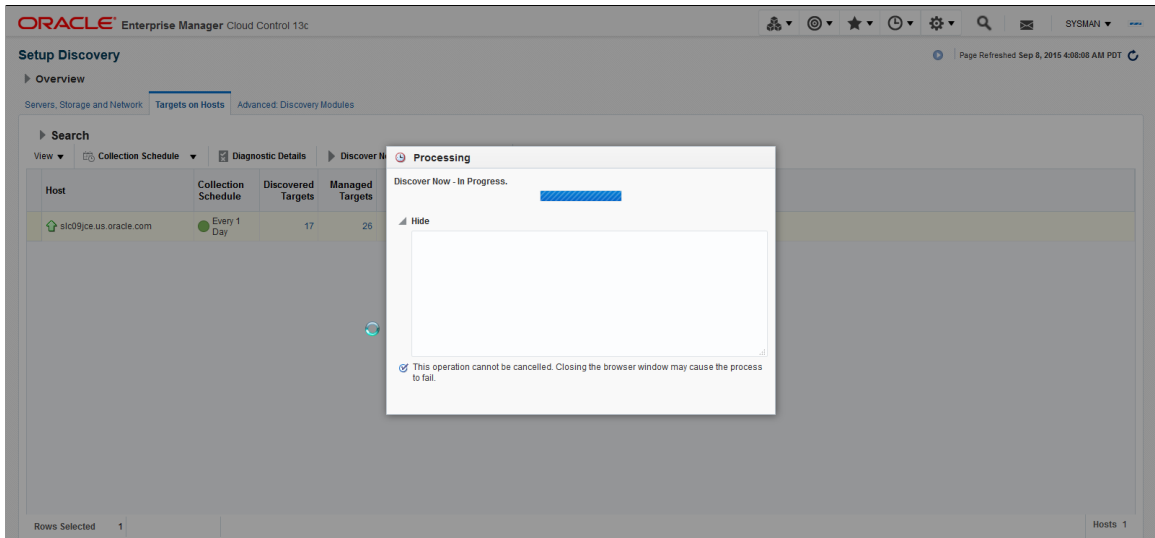 ORACLE Enterprise Manager Cloud Control 13c
SYSMAN
Setup Discovery
Page Refreshed Sep 8, 2015 4:08:08 AM PDT
Overview
Servers, Storage and Network Targets on Hosts Advanced: Discovery Modules
Search
View Collection Schedule Diagnostic Details Discover
Host Collection Schedule Discovered Targets Managed Targets
slc09jce.us.oracle.com Every 1 Day 17 26
Processing
Discover Now - In Progress.
Hide
This operation cannot be cancelled. Closing the browser window may cause the process
to fail.
Rows Selected 1
Hosts 1